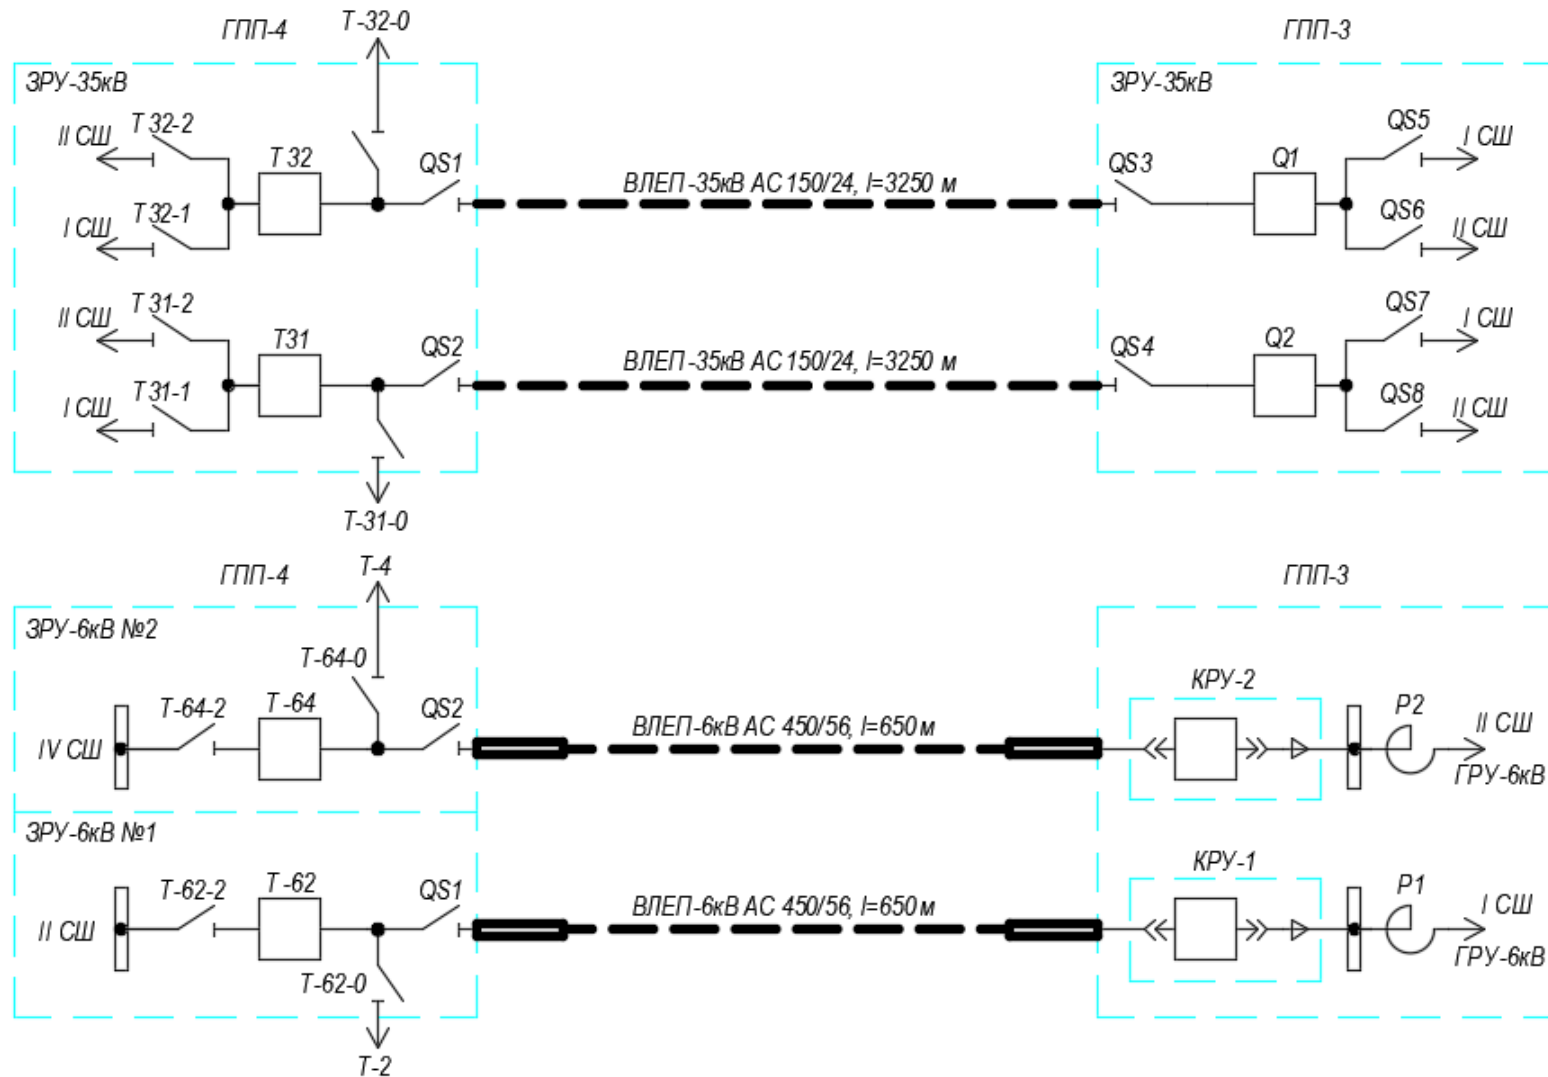 ГПП-4
Т-32-0
ГПП-3
ЗРУ-35кВ
ЗРУ-35кВ
II СШ
Т 32-2
Т 32
QS1
ВЛЕП-35кВ АС 150/24, l=3250 м
QS3
Q1
QS5
I СШ
I СШ
Т32-1
QS6
II СШ
II СШ
Т 31-2
Т31
QS2
ВЛЕП-35кВ АС 150/24, l=3250 м
QS4
Q2
QS7
I СШ
I СШ
Т31-1
QS8
II СШ
Т-31-0
ГПП-4
Т-4
ГПП-3
ЗРУ-6кВ №2
Т-64-0
КРУ-2
IV СШ
Т-64-2
Т-64
QS2
ВЛЕП-6кВ АС 450/56, l=650 м
Р2
II СШ
ГРУ-6кВ
ЗРУ-6кВ №1
КРУ-1
II СШ
Т-62-2
Т-62
QS1
ВЛЕП-6кВ АС 450/56, l=650 м
Р1
I СШ
ГРУ-6кВ
Т-62-0
Т-2